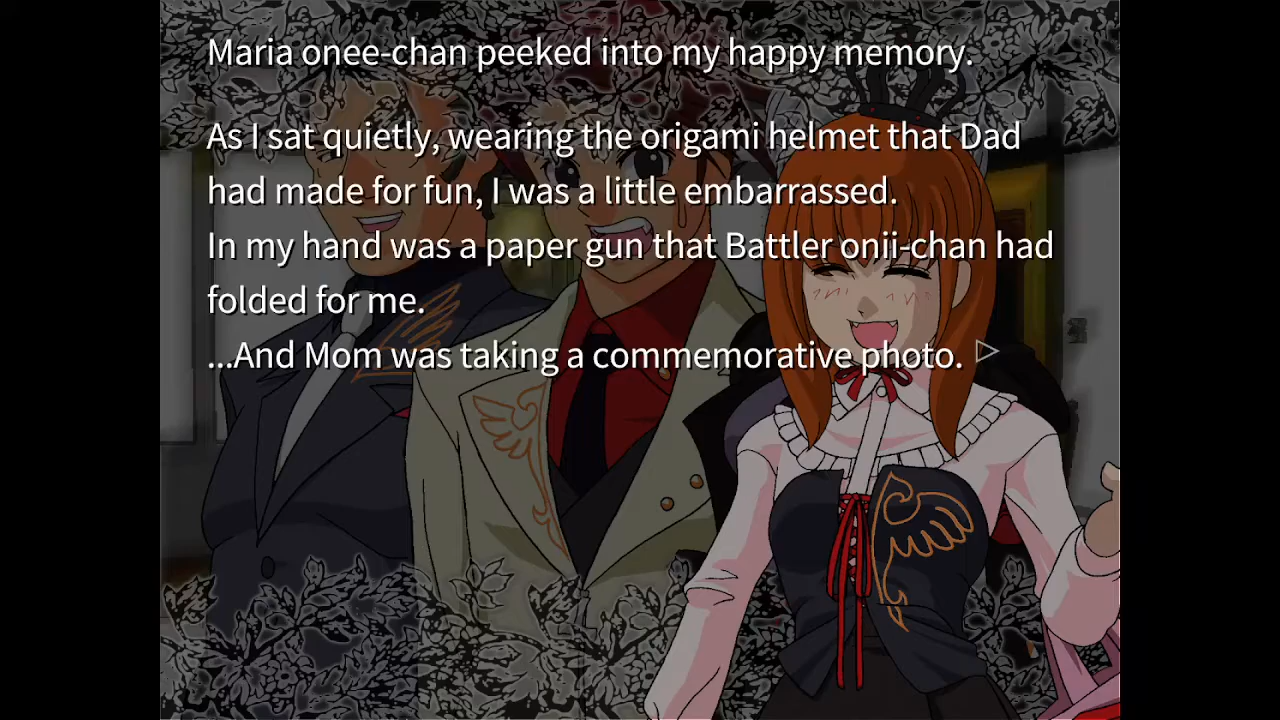 Maria onee-chan peeked into my happy memory.
As I sat quietly, wearing the origami helmet that Dad
had made for fun, I was a little embarrassed.
In my hand was a paper gun that Battler onii-chan had
folded for me.
...And Mom was taking a commemorative photo.